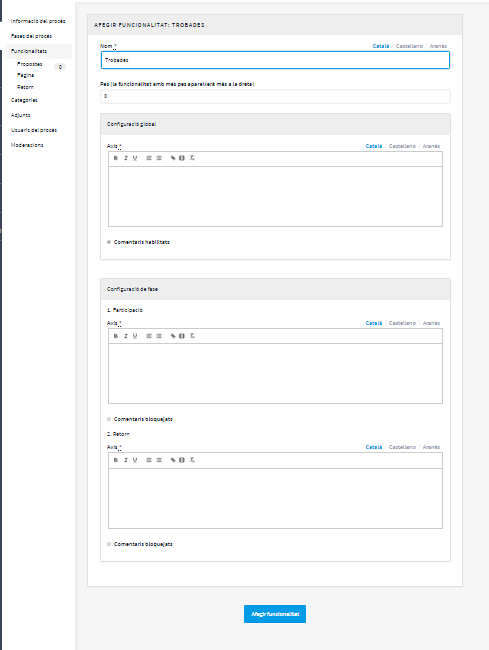 Informació del procés
Fases del procés
Funcionalitats
Propostes 0
Pàgina
Retorn
Categories
Adjunts
Usuaris del procés
Moderacions
AFEGIR FUNCIONALITAT: TROBADES
Nom * Català Castellano Aranés
Trobades
Pes (la funcionalitat amb més pes apareixerà més a la dreta)
0
Configuració global
Avís * Català Castellano Aranés
B I U
Comentaris habilitats
Configuració de fase
1. Participació
Avís * Català Castellano Aranés
B I U
Comentaris bloquejats
2. Retorn
Avís * Català Castellano Aranés
B I U
Comentaris bloquejats
Afegir funcionalitat